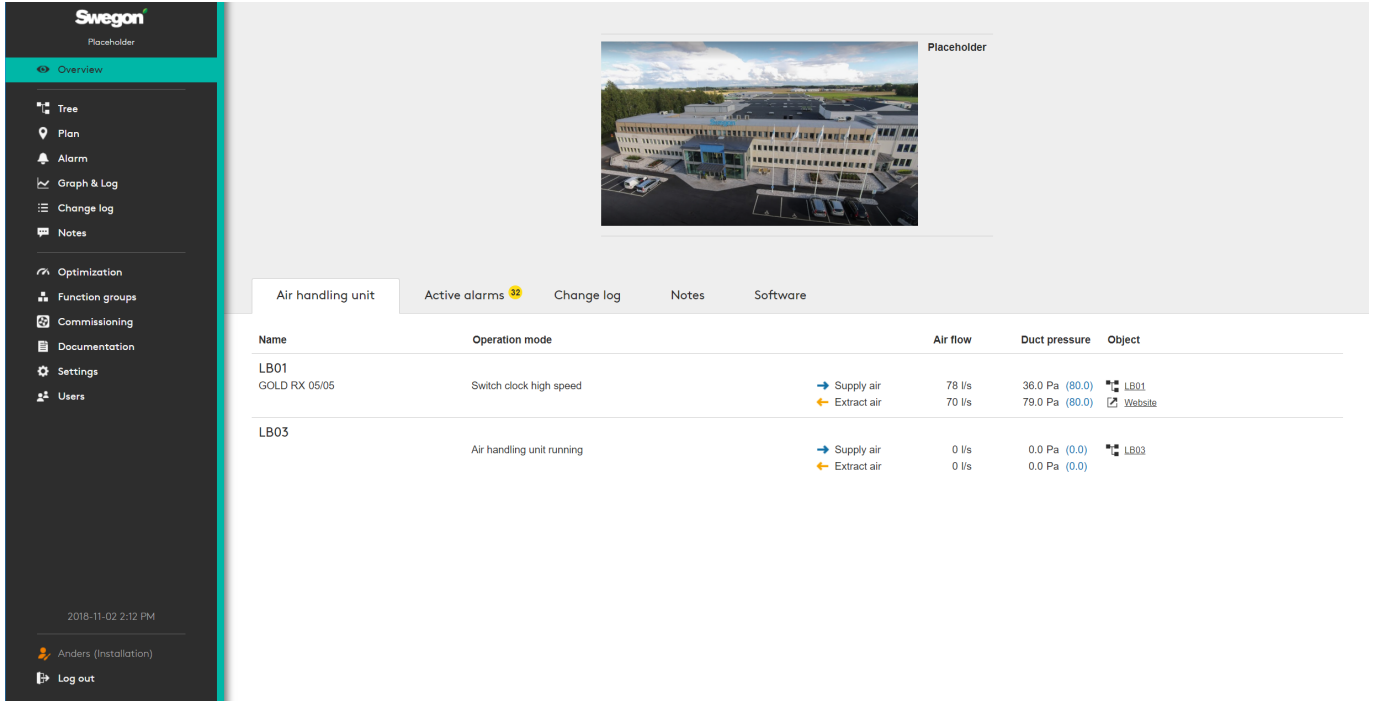 Swegon
Placeholder
Overview
Tree
Plan
Alarm
Graph & Log
Change log
Notes
Optimization
Function groups
Commissioning
Documentation
Settings
Users
2018-11-02 2:12 PM
Anders (Installation)
Log out
Placeholder
Swegon
Air handling unit Active alarms 32 Change log Notes Software
Name Operation mode Air flow Duct pressure Object
LB01
GOLD RX 05/05 Switch clock high speed Supply air 78 l/s 36.0 Pa (80.0) LB01
Extract air 70 l/s 79.0 Pa (80.0) Website
LB03
Air handling unit running Supply air 0 l/s 0.0 Pa (0.0) LB03
Extract air 0 l/s 0.0 Pa (0.0)